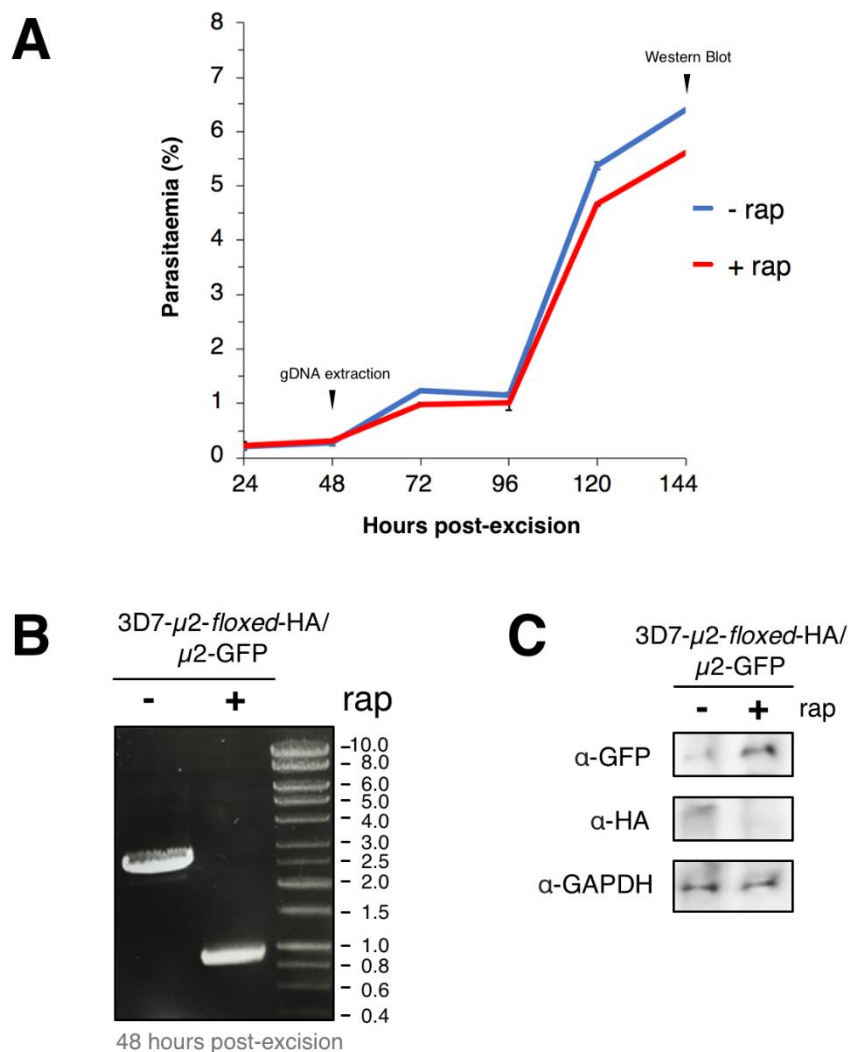 A
8
7
6
5
4
3
2
1
0
Parasitaemia (%)
Western Blot
gDNA extraction
- rap
+ rap
24 48 72 96 120 144
Hours post-excision
B
3D7-μ2-floxed-HA/
μ2-GFP
- + rap
10.0
8.0
6.0
5.0
4.0
3.0
2.5
2.0
1.5
1.0
0.8
0.6
0.4
48 hours post-excision
C
3D7-μ2-floxed-HA/
μ2-GFP
- + rap
α-GFP
α-HA
α-GAPDH